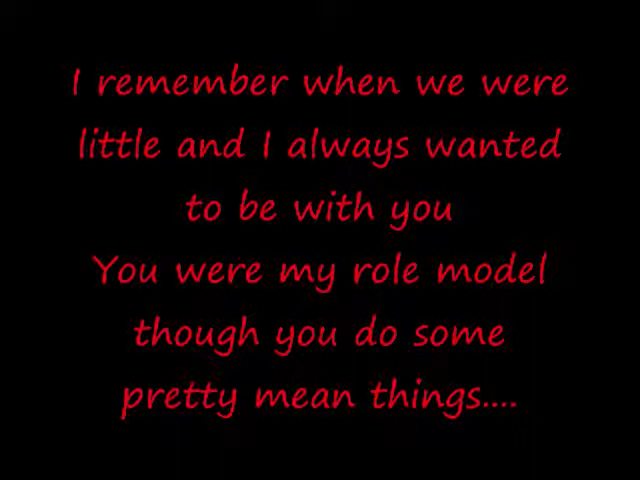 I remember when we were
little and I always wanted
to be with you
You were my role model
though you do some
pretty mean things....